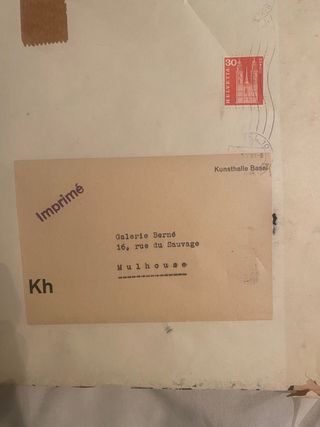 30
HELVETIA
Kunsthalle Basel
Imprimé
Galerie Berné
16, rue du Sauvage
Mulhouse
Kh